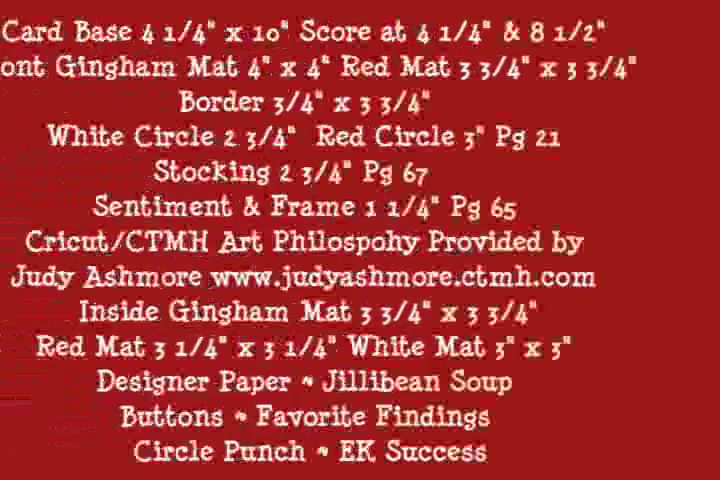 Card Base 4 1/4" x 10" Score at 4 1/4" & 8 1/2"
ont Gingham Mat 4" x 4" Red Mat 3 3/4" x 3 3/4"
Border 3/4" x 3 3/4"
White Circle 2 3/4" Red Circle 3" Pg 21
Stocking 2 3/4" Pg 67
Sentiment & Frame 1 1/4" Pg 65
Cricut/CTMH Art Philospohy Provided by
Judy Ashmore www.judyashmore.ctmh.com
Inside Gingham Mat 3 3/4" x 3 3/4"
Red Mat 3 1/4" x 3 1/4" White Mat 3" x 3"
Designer Paper ~ Jillibean Soup
Buttons ~ Favorite Findings
Circle Punch ~ EK Success